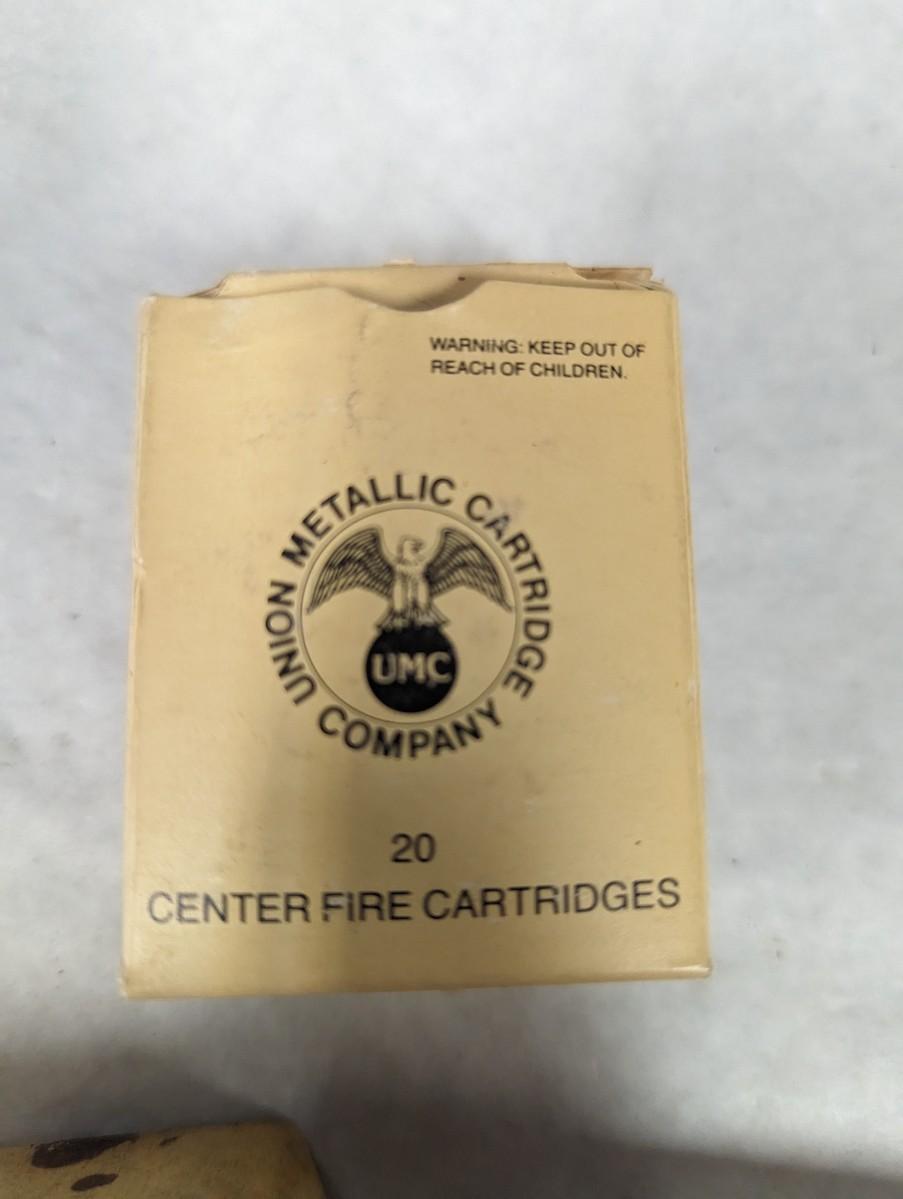 WARNING: KEEP OUT OF
REACH OF CHILDREN.
UNION METALLIC CARTRIDGE
COMPANY
UMC
20
CENTER FIRE CARTRIDGES